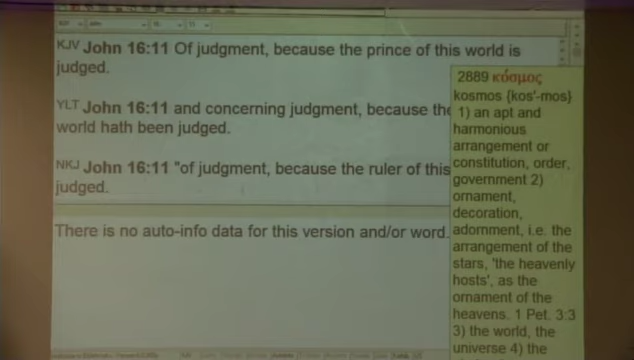 KJV John 16:11 Of judgment, because the prince of this world is
judged.
YLT John 16:11 and concerning judgment, because the
world hath been judged.
NKJ John 16:11 "of judgment, because the ruler of this
judged.
There is no auto-info data for this version and/or word.
2889 κόσμος
kosmos {kos'-mos}
1) an apt and
harmonious
arrangement or
constitution, order,
government 2)
ornament,
decoration,
adornment, i.e. the
arrangement of the
stars, 'the heavenly
hosts', as the
ornament of the
heavens. 1 Pet. 3:3
3) the world, the
universe 4) the